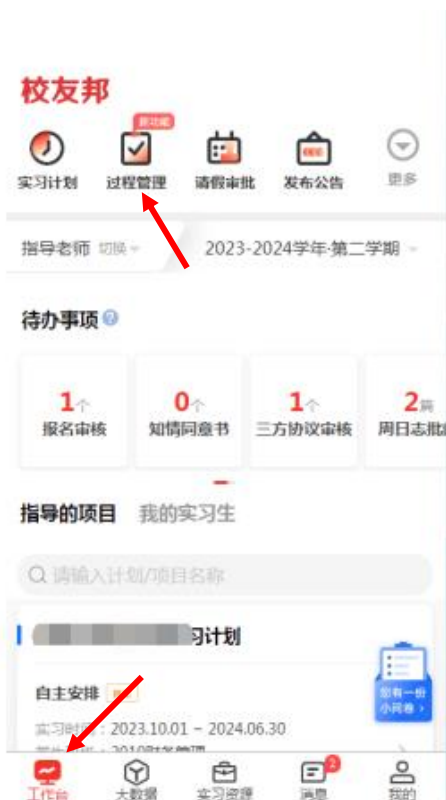 校友邦
新功能
实习计划 过程管理 请假审批 发布公告 更多
指导老师 切换 2023-2024学年·第二学期
待办事项
1个 0个 1个 2篇
报名审核 知情同意书 三方协议审核 周日志批
指导的项目 我的实习生
请输入计划/项目名称
习计划
自主安排
您有一份
小问卷
实习时间：2023.10.01 - 2024.06.30
2
工作台 大数据 实习资源 消息 我的